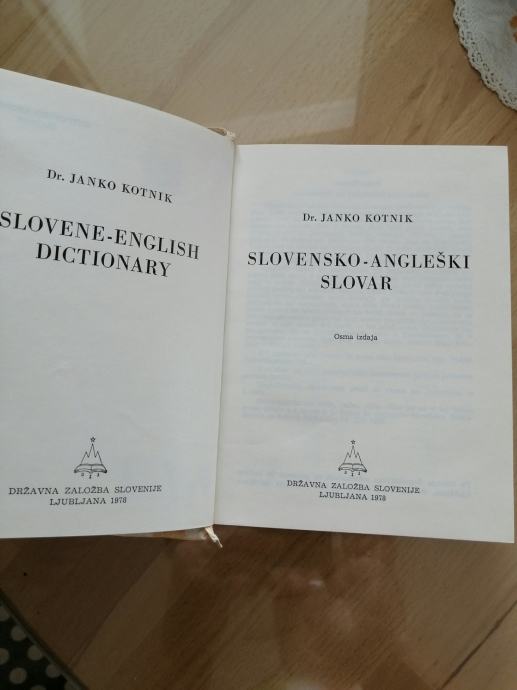 Dr. JANKO KOTNIK
SLOVENE-ENGLISH
DICTIONARY
DRŽAVNA ZALOŽBA SLOVENIJE
LJUBLJANA 1978
Dr. JANKO KOTNIK
SLOVENSKO-ANGLEŠKI
SLOVAR
Osma izdaja
DRŽAVNA ZALOŽBA SLOVENIJE
LJUBLJANA 1978